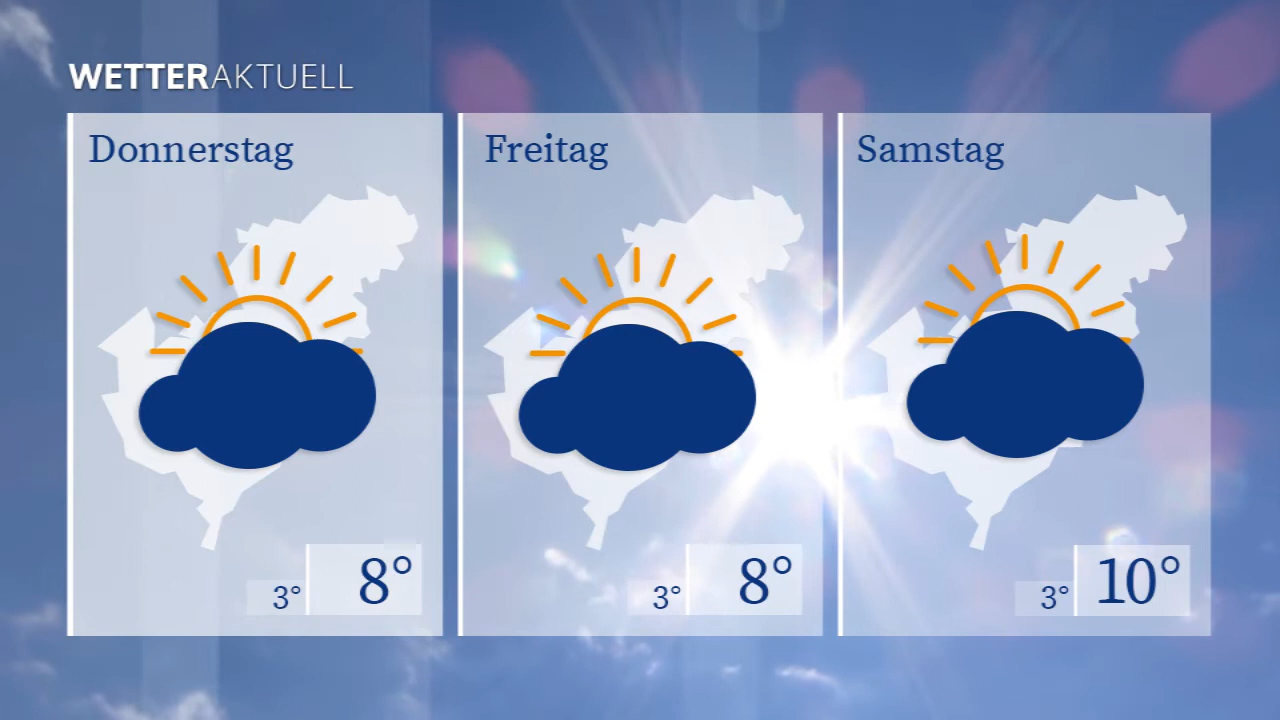 WETTERAKTUELL
Donnerstag
Freitag
Samstag
3° 8°
3° 8°
3° 10°